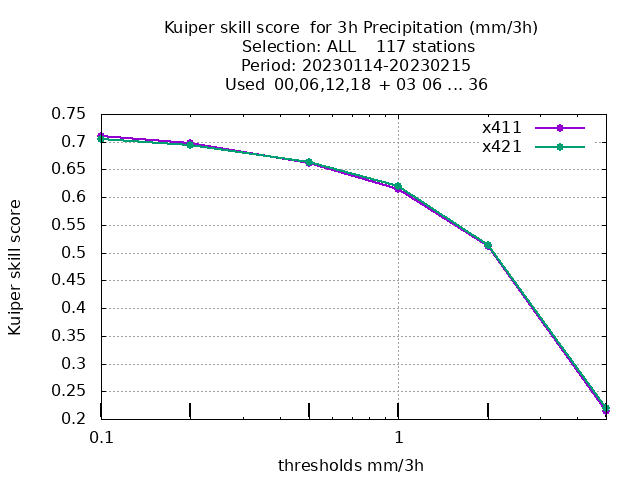 Kuiper skill score  for 3h Precipitation (mm/3h)
Selection: ALL    117 stations
Period: 20230114-20230215
Used  00,06,12,18 + 03 06 ... 36
x411
x421
0.75
0.7
0.65
0.6
0.55
0.5
0.45
0.4
0.35
0.3
0.25
0.2
Kuiper skill score
0.1
1
thresholds mm/3h